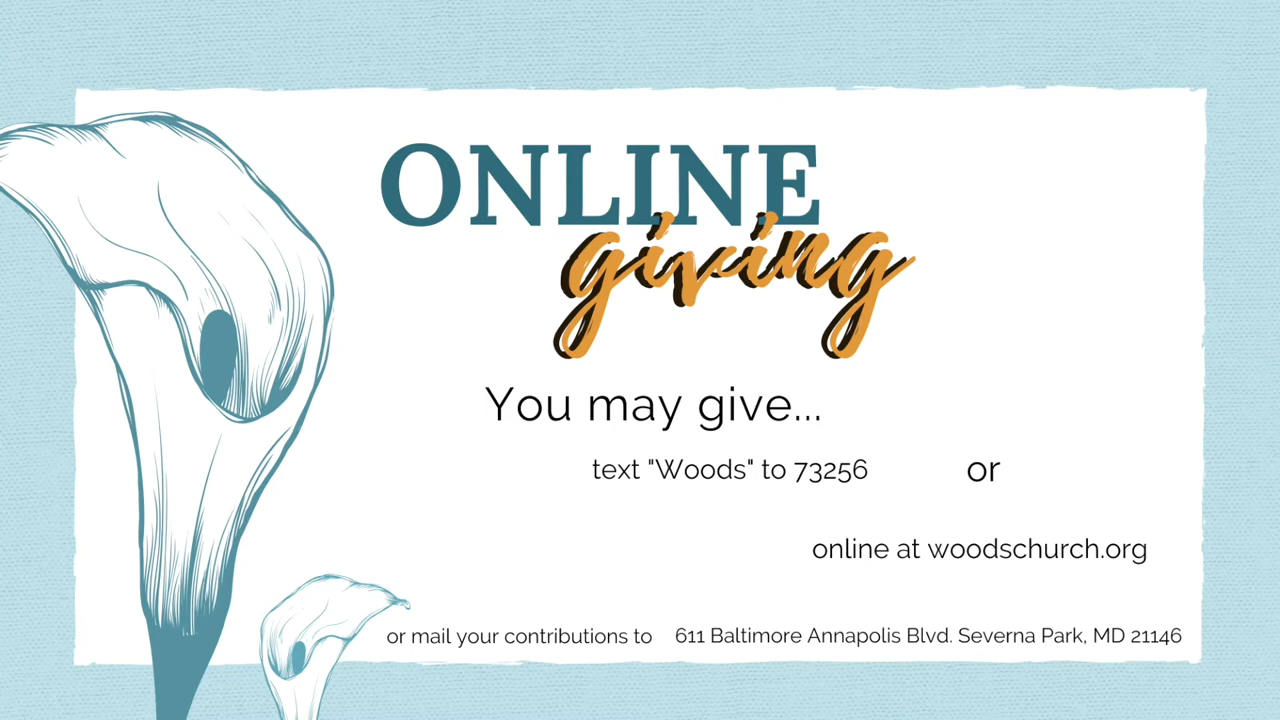 ONLINE
giving
You may give...
text "Woods" to 73256 or
online at woodschurch.org
or mail your contributions to 611 Baltimore Annapolis Blvd. Severna Park, MD 21146